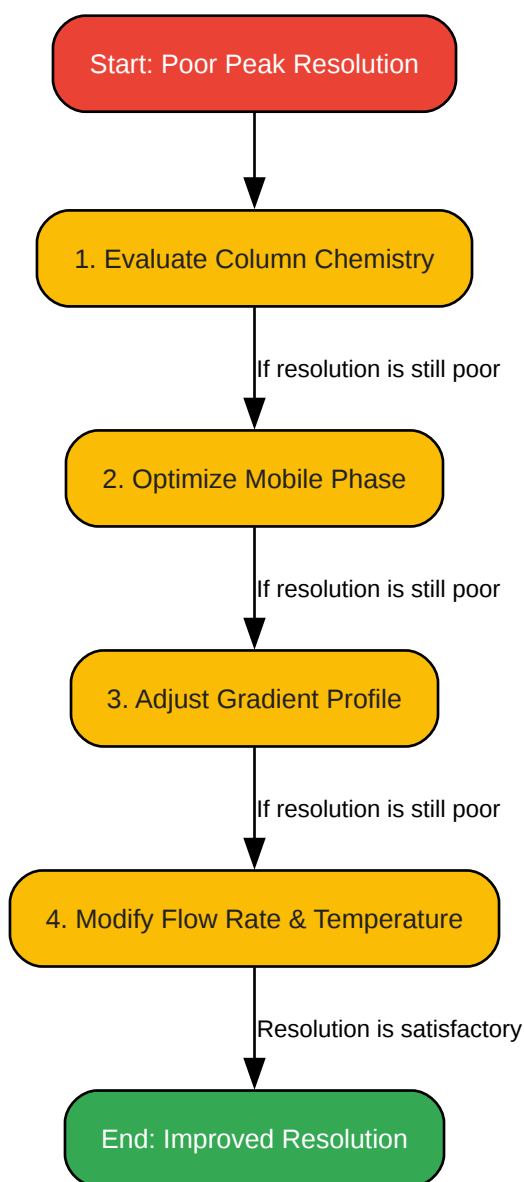 Start: Poor Peak Resolution
1. Evaluate Column Chemistry
If resolution is still poor
2. Optimize Mobile Phase
If resolution is still poor
3. Adjust Gradient Profile
If resolution is still poor
4. Modify Flow Rate & Temperature
Resolution is satisfactory
End: Improved Resolution